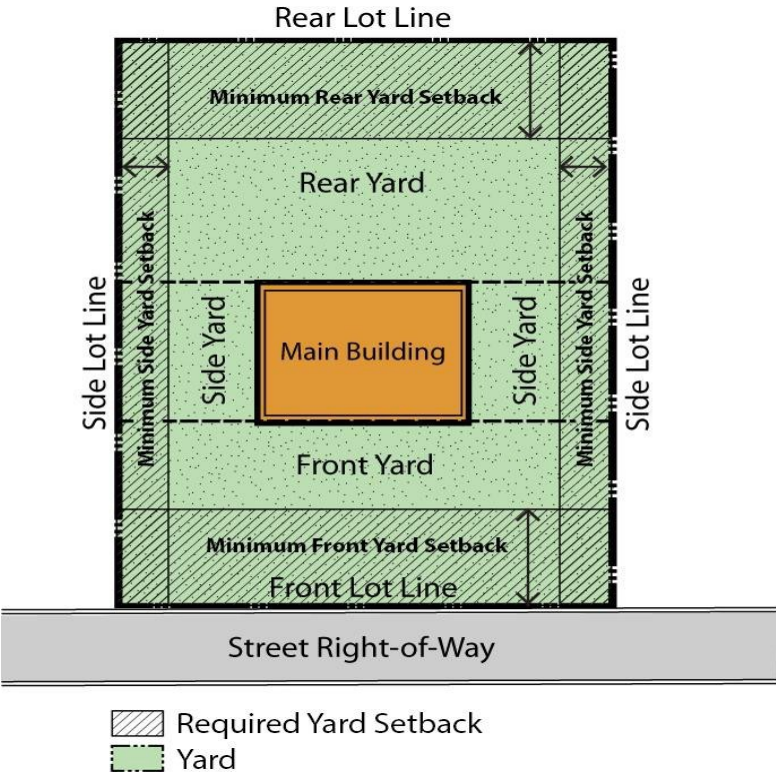 Rear Lot Line
Minimum Rear Yard Setback
Rear Yard
Side Lot Line
Minimum Side Yard Setback
Side Yard
Main Building
Side Yard
Minimum Side Yard Setback
Side Lot Line
Front Yard
Minimum Front Yard Setback
Front Lot Line
Street Right-of-Way
Required Yard Setback
Yard